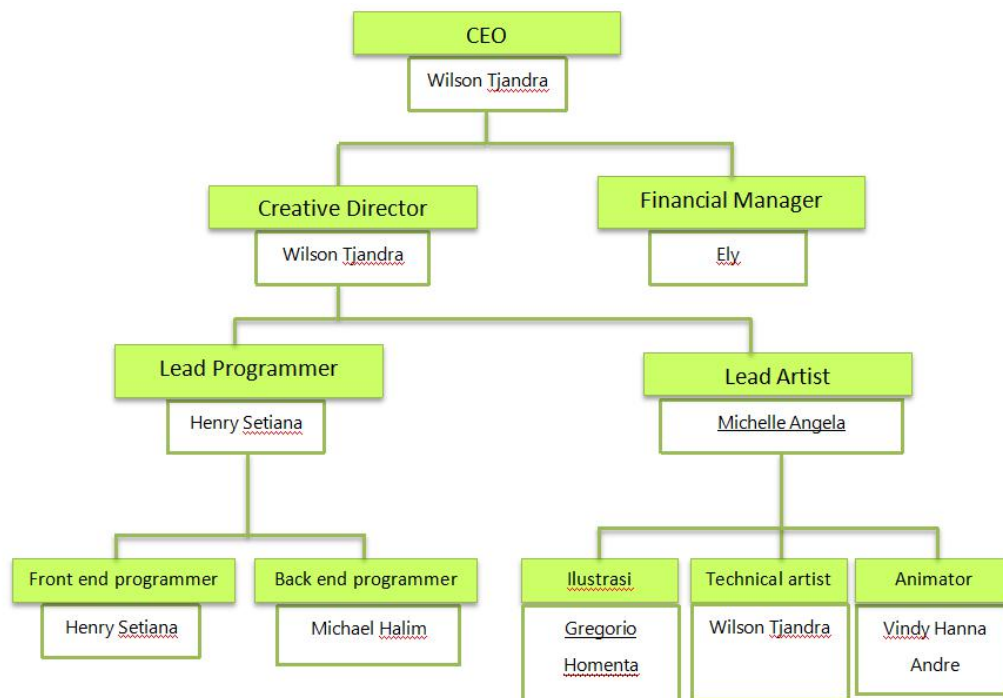 CEO
Wilson Tjandra
Creative Director
Wilson Tjandra
Financial Manager
Ely
Lead Programmer
Henry Setiana
Lead Artist
Michelle Angela
Front end programmer
Henry Setiana
Back end programmer
Michael Halim
Ilustrasi
Gregorio
Homenta
Technical artist
Wilson Tjandra
Animator
Vindy Hanna
Andre